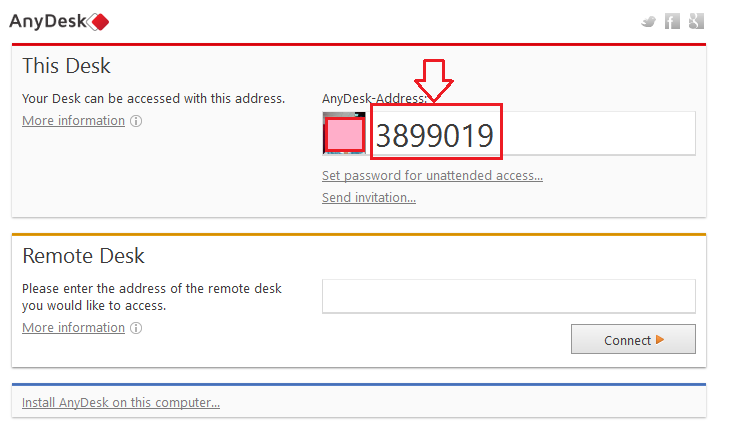 AnyDesk
This Desk
Your Desk can be accessed with this address.
More information
AnyDesk-Address:
3899019
Set password for unattended access...
Send invitation...
Remote Desk
Please enter the address of the remote desk
you would like to access.
More information
Connect
Install AnyDesk on this computer...